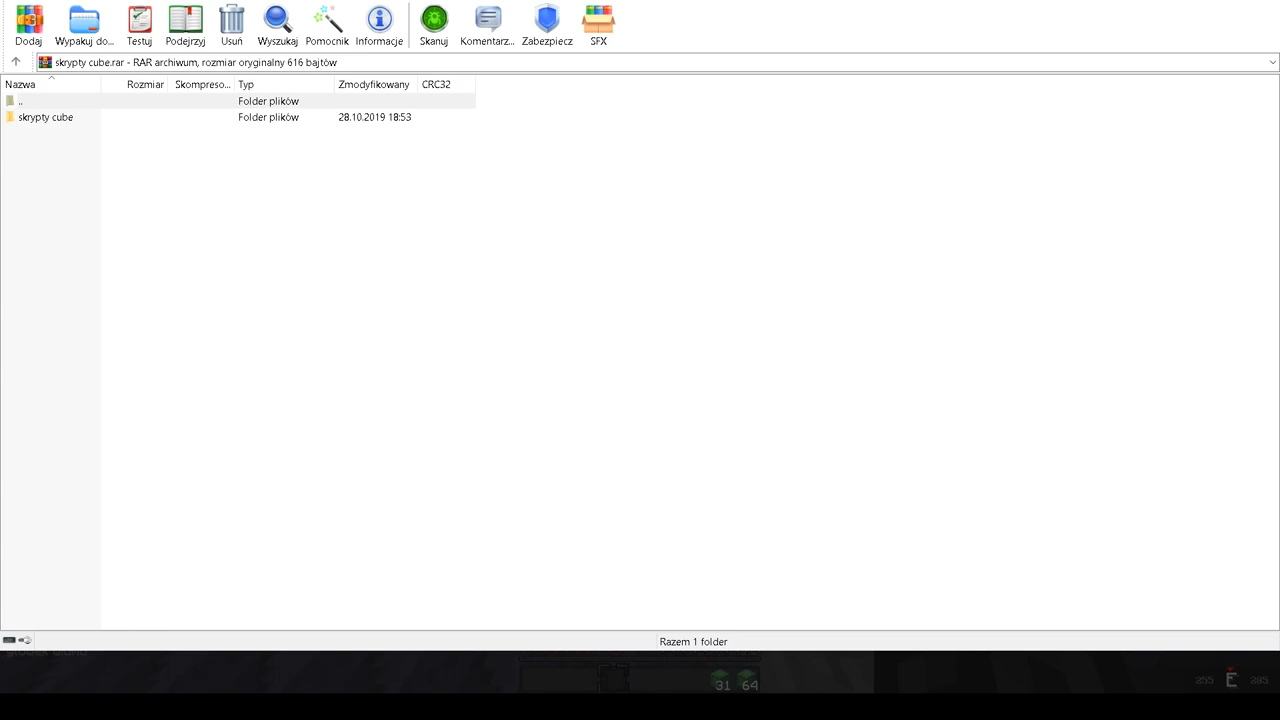 Dodaj Wypakuj do... Testuj Podejrzyj Usuń Wyszukaj Pomocnik Informacje Skanuj Komentarz... Zabezpiecz SFX
skrypty cube.rar - RAR archiwum, rozmiar oryginalny 616 bajtów
Nazwa Rozmiar Skompreso... Typ Zmodyfikowany CRC32
.. Folder plików
skrypty cube Folder plików 28.10.2019 18:53
Razem 1 folder
31 64
255 E 285